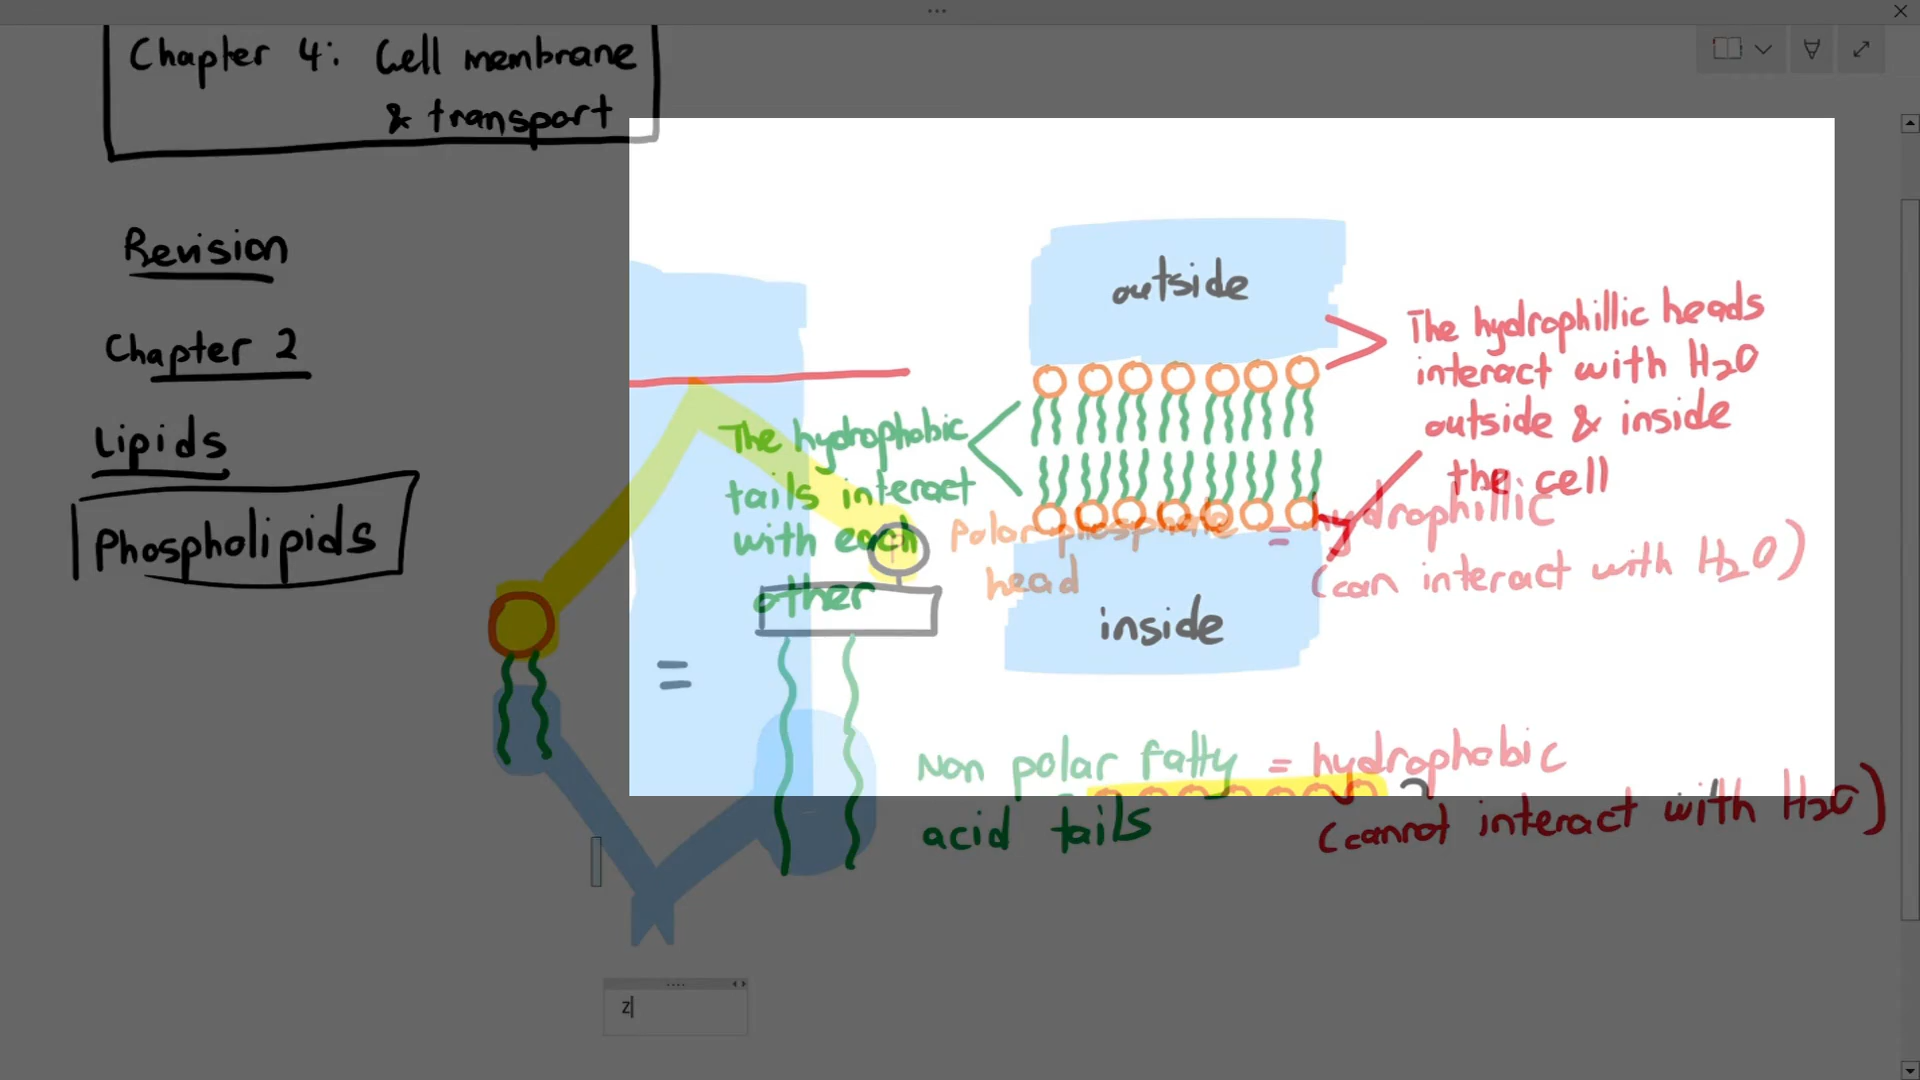 Chapter 4: Cell membrane
& transport
Revision
Chapter 2
Lipids
Phospholipids
outside
The hydrophillic heads
interact with H2O
outside & inside
the cell
The hydrophobic
tails interact
with each
other
Polar phosphate = hydrophillic
head
(can interact with H2O)
inside
=
Non polar fatty = hydrophobic
acid tails
(cannot interact with H2O)
z